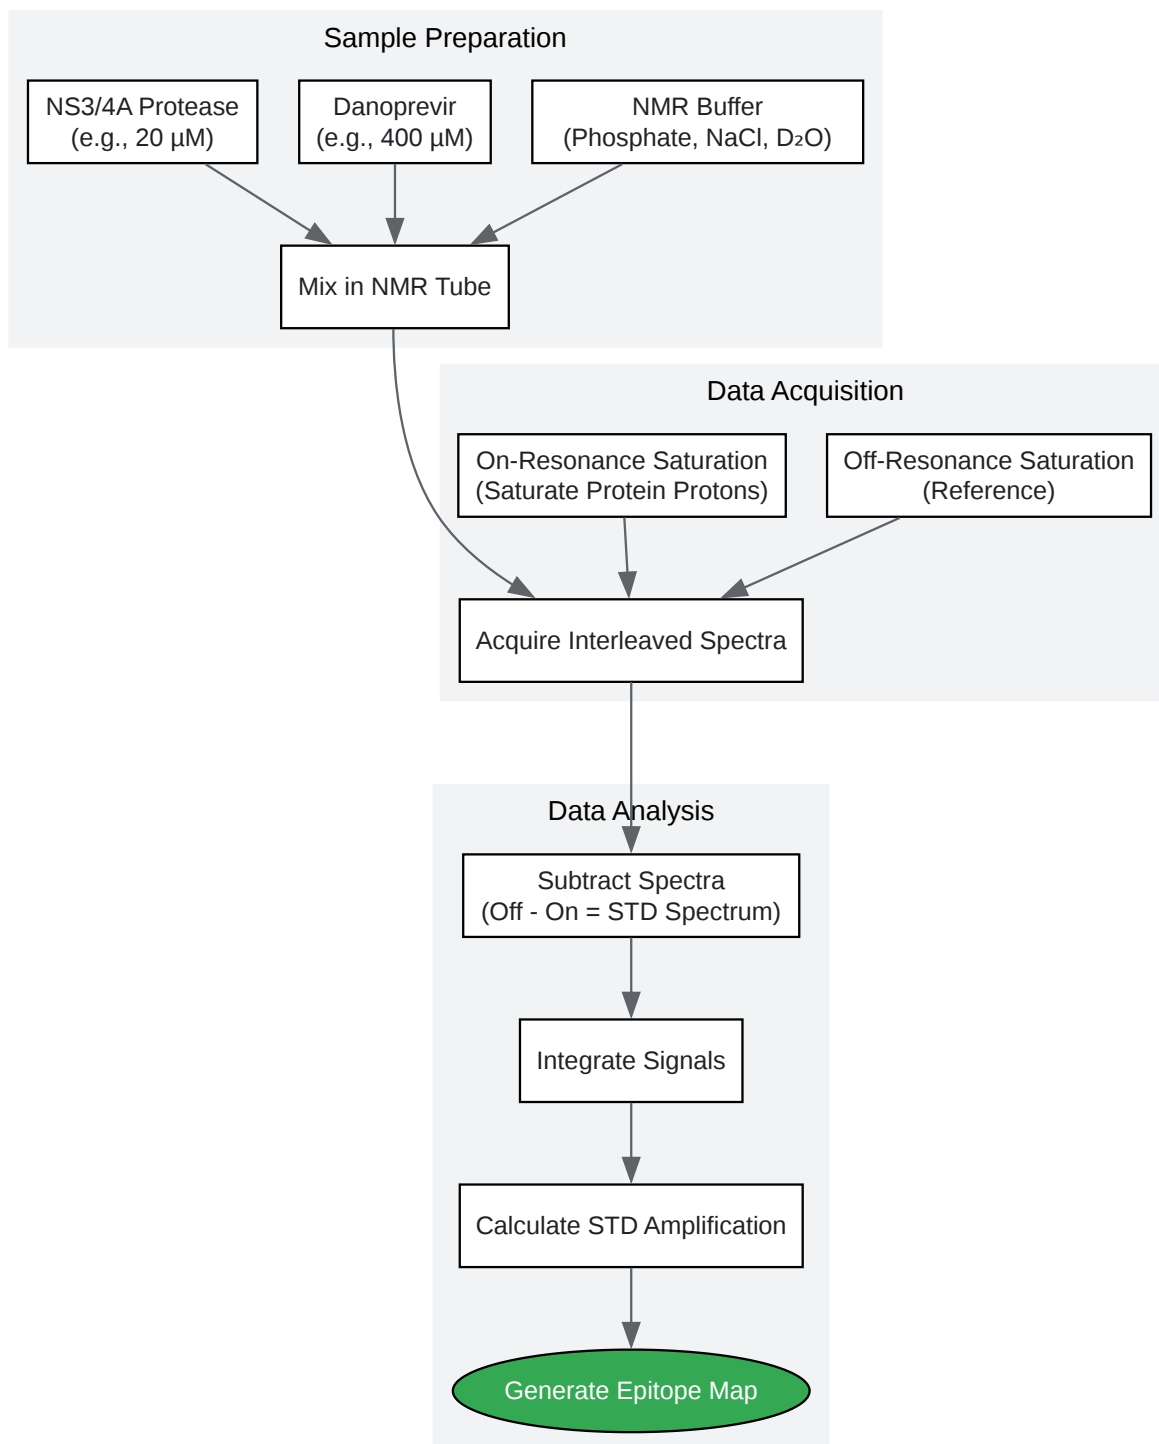 Sample Preparation
NS3/4A Protease
(e.g., 20 µM)
Danoprevir
(e.g., 400 µM)
NMR Buffer
(Phosphate, NaCl, D₂O)
Mix in NMR Tube
Data Acquisition
On-Resonance Saturation
(Saturate Protein Protons)
Off-Resonance Saturation
(Reference)
Acquire Interleaved Spectra
Data Analysis
Subtract Spectra
(Off - On = STD Spectrum)
Integrate Signals
Calculate STD Amplification
Generate Epitope Map